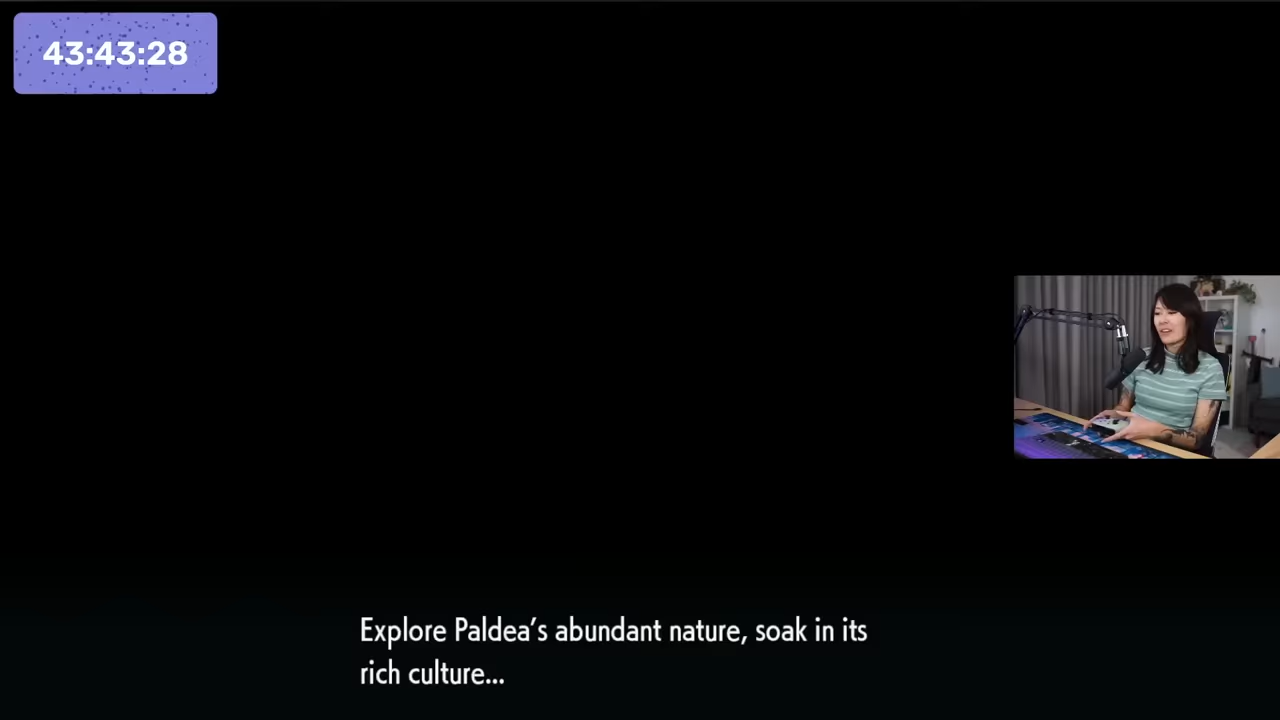 43:43:28
Explore Paldea's abundant nature, soak in its
rich culture...